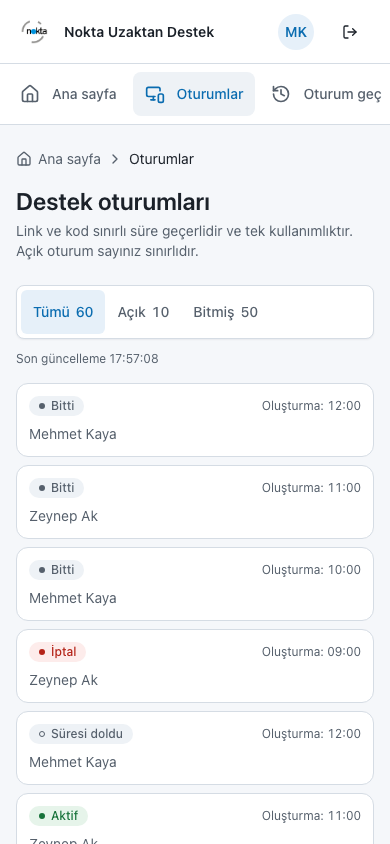 nokta Nokta Uzaktan Destek MK
Ana sayfa Oturumlar Oturum geç
Ana sayfa Oturumlar
Destek oturumları
Link ve kod sınırlı süre geçerlidir ve tek kullanımlıktır.
Açık oturum sayınız sınırlıdır.
Tümü 60 Açık 10 Bitmiş 50
Son güncelleme 17:57:08
Bitti Oluşturma: 12:00
Mehmet Kaya
Bitti Oluşturma: 11:00
Zeynep Ak
Bitti Oluşturma: 10:00
Mehmet Kaya
İptal Oluşturma: 09:00
Zeynep Ak
Süresi doldu Oluşturma: 12:00
Mehmet Kaya
Aktif Oluşturma: 11:00
Zeynep Ak